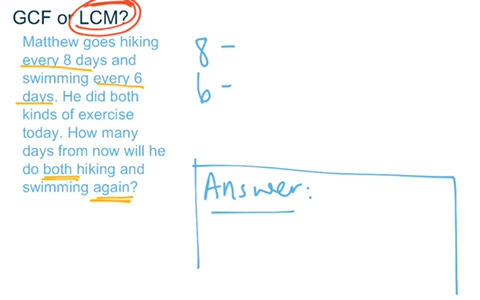 GCF or LCM?
Matthew goes hiking
every 8 days and
swimming every 6
days. He did both
kinds of exercise
today. How many
days from now will he
do both hiking and
swimming again?
8 -
6 -
Answer: